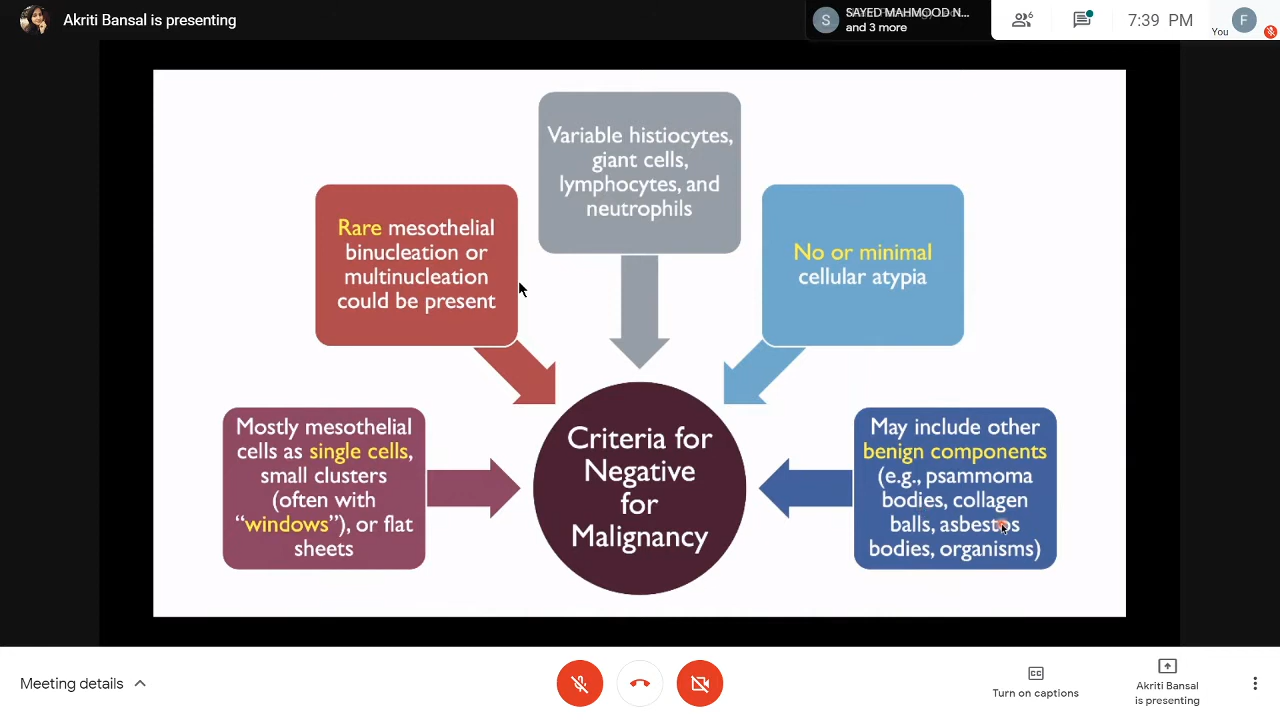 Akriti Bansal is presenting
S
SAYED MAHMOOD N...
and 3 more
6
7:39 PM
You
F
Variable histiocytes,
giant cells,
lymphocytes, and
neutrophils
Rare mesothelial
binucleation or
multinucleation
could be present
No or minimal
cellular atypia
Mostly mesothelial
cells as single cells,
small clusters
(often with
“windows”), or flat
sheets
Criteria for
Negative
for
Malignancy
May include other
benign components
(e.g., psammoma
bodies, collagen
balls, asbestos
bodies, organisms)
Meeting details
CC
Turn on captions
Akriti Bansal
is presenting